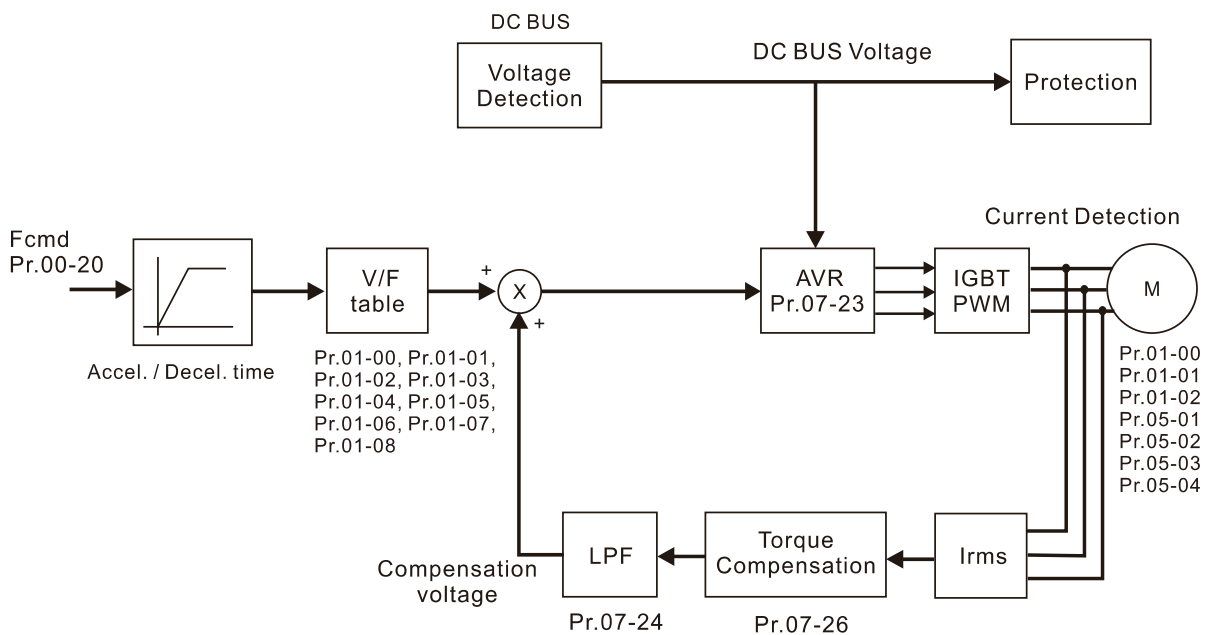 DC BUS
Voltage
Detection
DC BUS Voltage
Protection
Fcmd
Pr.00-20
Accel. / Decel. time
V/F
table
Pr.01-00, Pr.01-01,
Pr.01-02, Pr.01-03,
Pr.01-04, Pr.01-05,
Pr.01-06, Pr.01-07,
Pr.01-08
+
X
+
AVR
Pr.07-23
IGBT
PWM
Current Detection
M
Pr.01-00
Pr.01-01
Pr.01-02
Pr.05-01
Pr.05-02
Pr.05-03
Pr.05-04
Compensation
voltage
LPF
Pr.07-24
Torque
Compensation
Pr.07-26
Irms